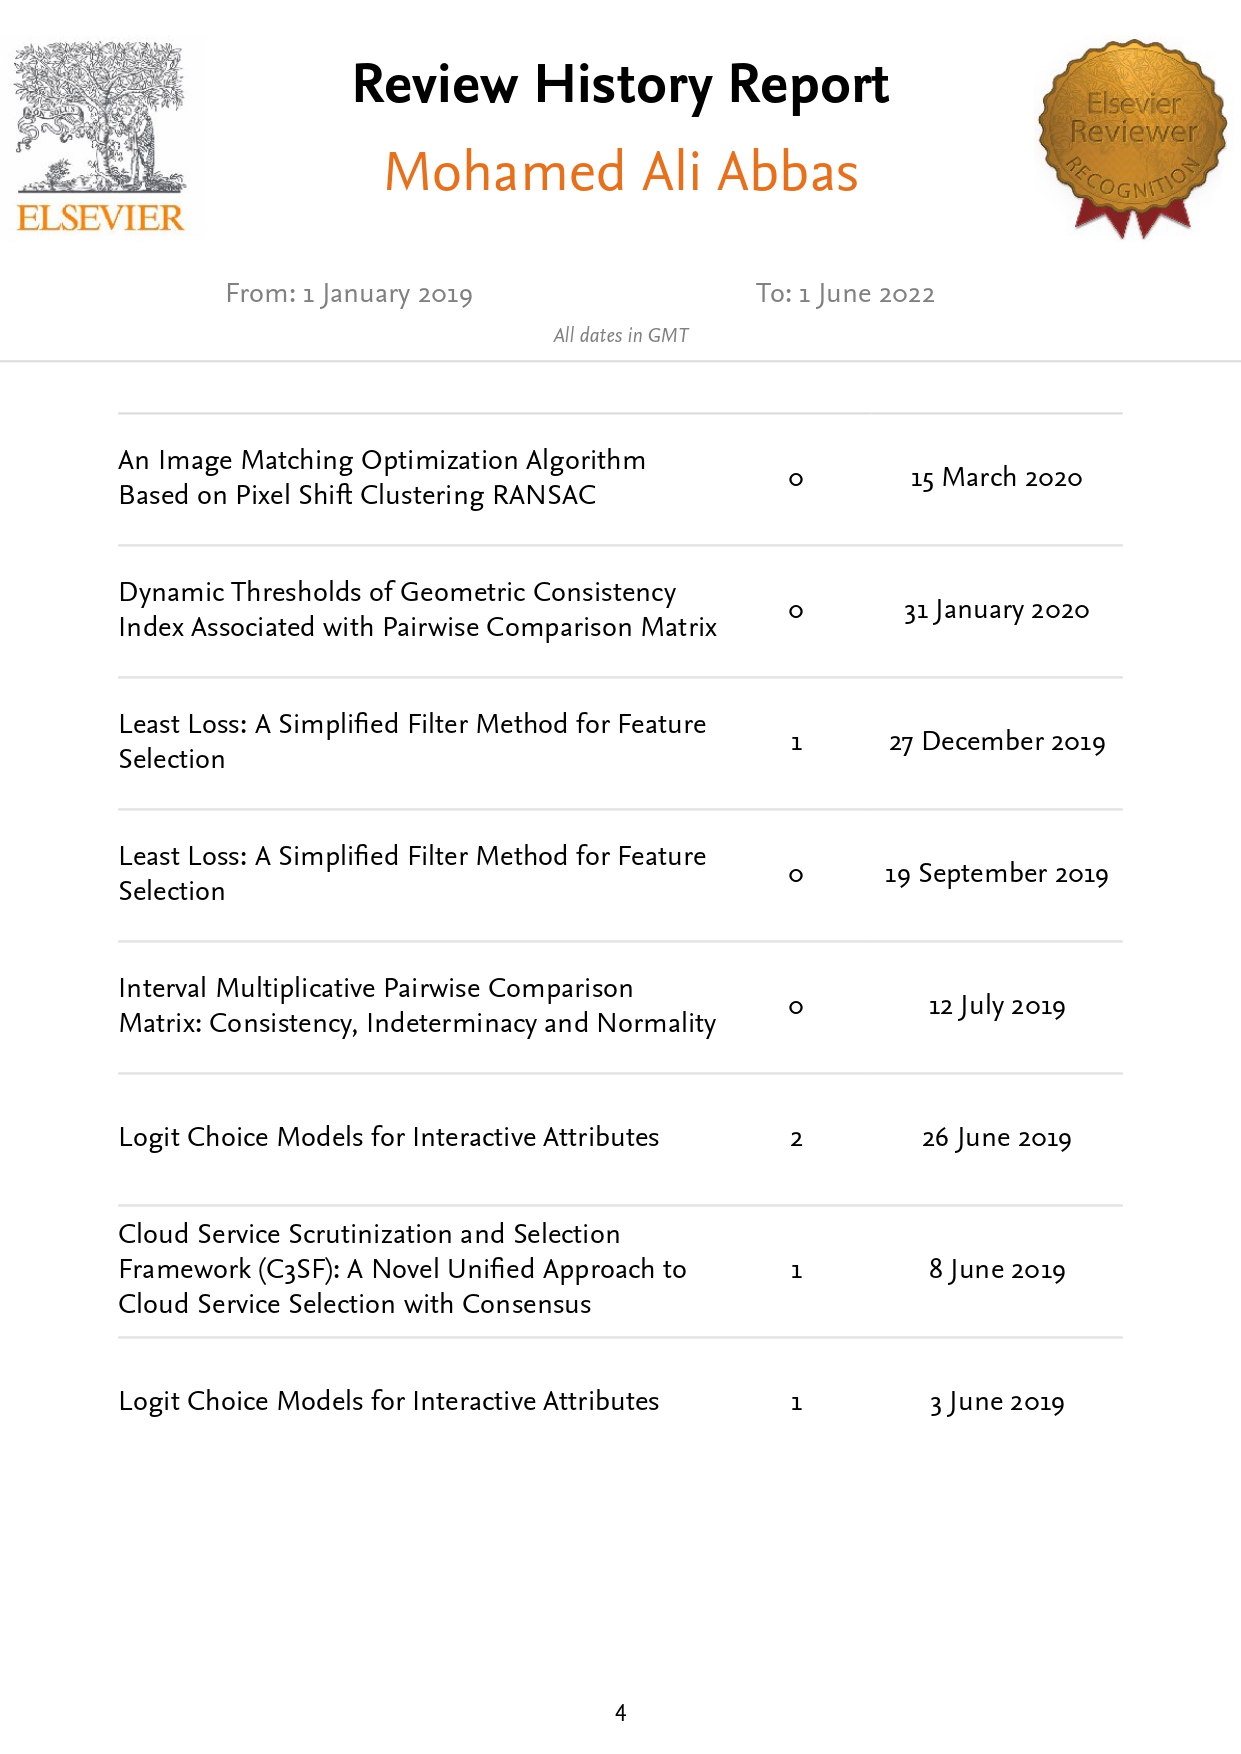 Review History Report
Mohamed Ali Abbas
ELSEVIER
Elsevier
Reviewer
RECOGNITION
From: 1 January 2019 To: 1 June 2022
All dates in GMT
An Image Matching Optimization Algorithm
Based on Pixel Shift Clustering RANSAC
0 15 March 2020
Dynamic Thresholds of Geometric Consistency
Index Associated with Pairwise Comparison Matrix
0 31 January 2020
Least Loss: A Simplified Filter Method for Feature
Selection
1 27 December 2019
Least Loss: A Simplified Filter Method for Feature
Selection
0 19 September 2019
Interval Multiplicative Pairwise Comparison
Matrix: Consistency, Indeterminacy and Normality
0 12 July 2019
Logit Choice Models for Interactive Attributes 2 26 June 2019
Cloud Service Scrutinization and Selection
Framework (C3SF): A Novel Unified Approach to
Cloud Service Selection with Consensus
1 8 June 2019
Logit Choice Models for Interactive Attributes 1 3 June 2019
4